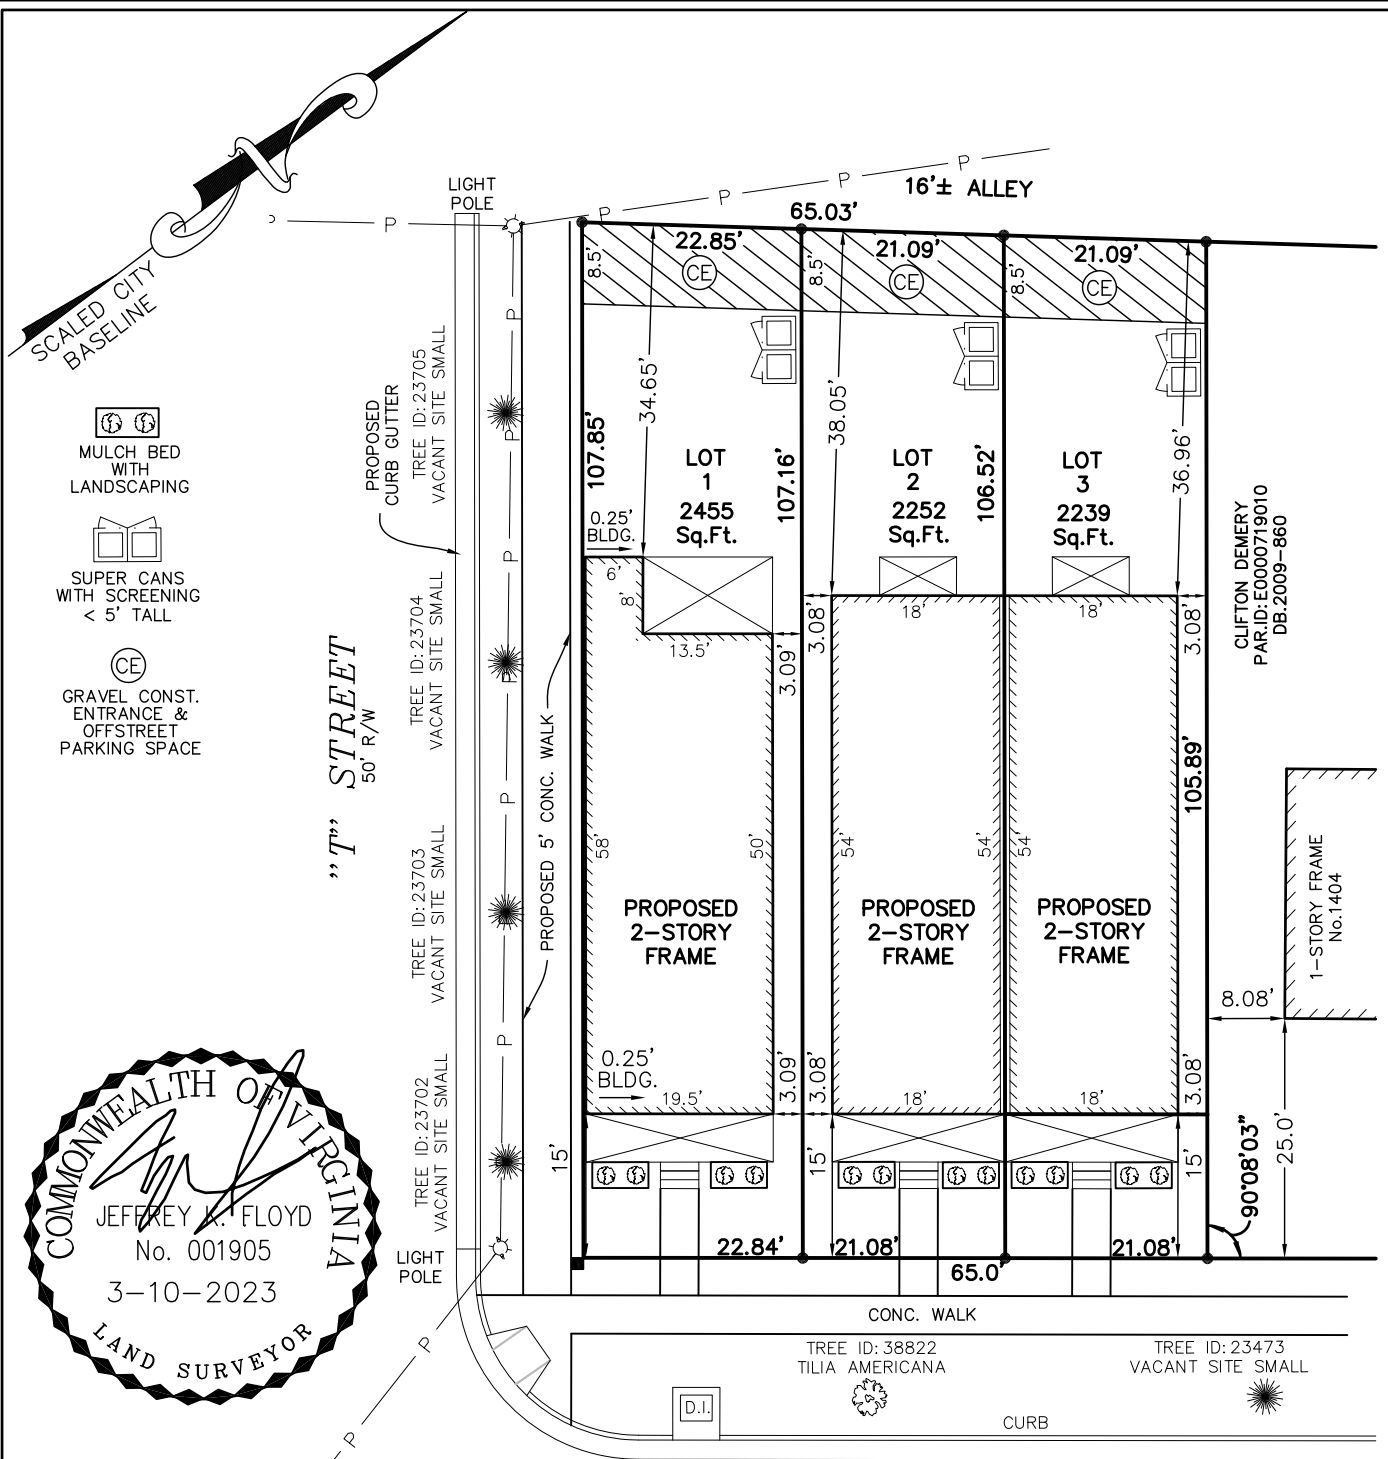 SCALED CITY
BASELINE
MULCH BED
WITH
LANDSCAPING
SUPER CANS
WITH SCREENING
< 5' TALL
CE
GRAVEL CONST.
ENTRANCE &
OFFSTREET
PARKING SPACE
LIGHT
POLE
P
P
P
P
P
P
16'± ALLEY
65.03'
22.85'
21.09'
21.09'
CE
CE
CE
8.5'
8.5'
8.5'
34.65'
38.05'
36.96'
PROPOSED
CURB GUTTER
TREE ID:23705
VACANT SITE SMALL
TREE ID:23704
VACANT SITE SMALL
TREE ID:23703
VACANT SITE SMALL
TREE ID:23702
VACANT SITE SMALL
P
P
P
P
P
P
P
"T" STREET
50' R/W
PROPOSED 5' CONC. WALK
107.85'
107.16'
106.52'
105.89'
LOT
1
2455
Sq.Ft.
LOT
2
2252
Sq.Ft.
LOT
3
2239
Sq.Ft.
0.25'
BLDG.
6'
8'
13.5'
3.09'
3.08'
18'
18'
3.08'
CLIFTON DEMERY
PAR.ID:E0000719010
DB.2009-860
58'
50'
54'
54'
54'
PROPOSED
2-STORY
FRAME
PROPOSED
2-STORY
FRAME
PROPOSED
2-STORY
FRAME
1-STORY FRAME
No.1404
8.08'
25.0'
0.25'
BLDG.
19.5'
3.09'
3.08'
18'
18'
3.08'
15'
15'
15'
90°08'03"
22.84'
21.08'
21.08'
65.0'
LIGHT
POLE
P
P
CONC. WALK
TREE ID:38822
TILIA AMERICANA
TREE ID:23473
VACANT SITE SMALL
D.I.
CURB
COMMONWEALTH OF VIRGINIA
JEFFREY K. FLOYD
No. 001905
3-10-2023
LAND SURVEYOR